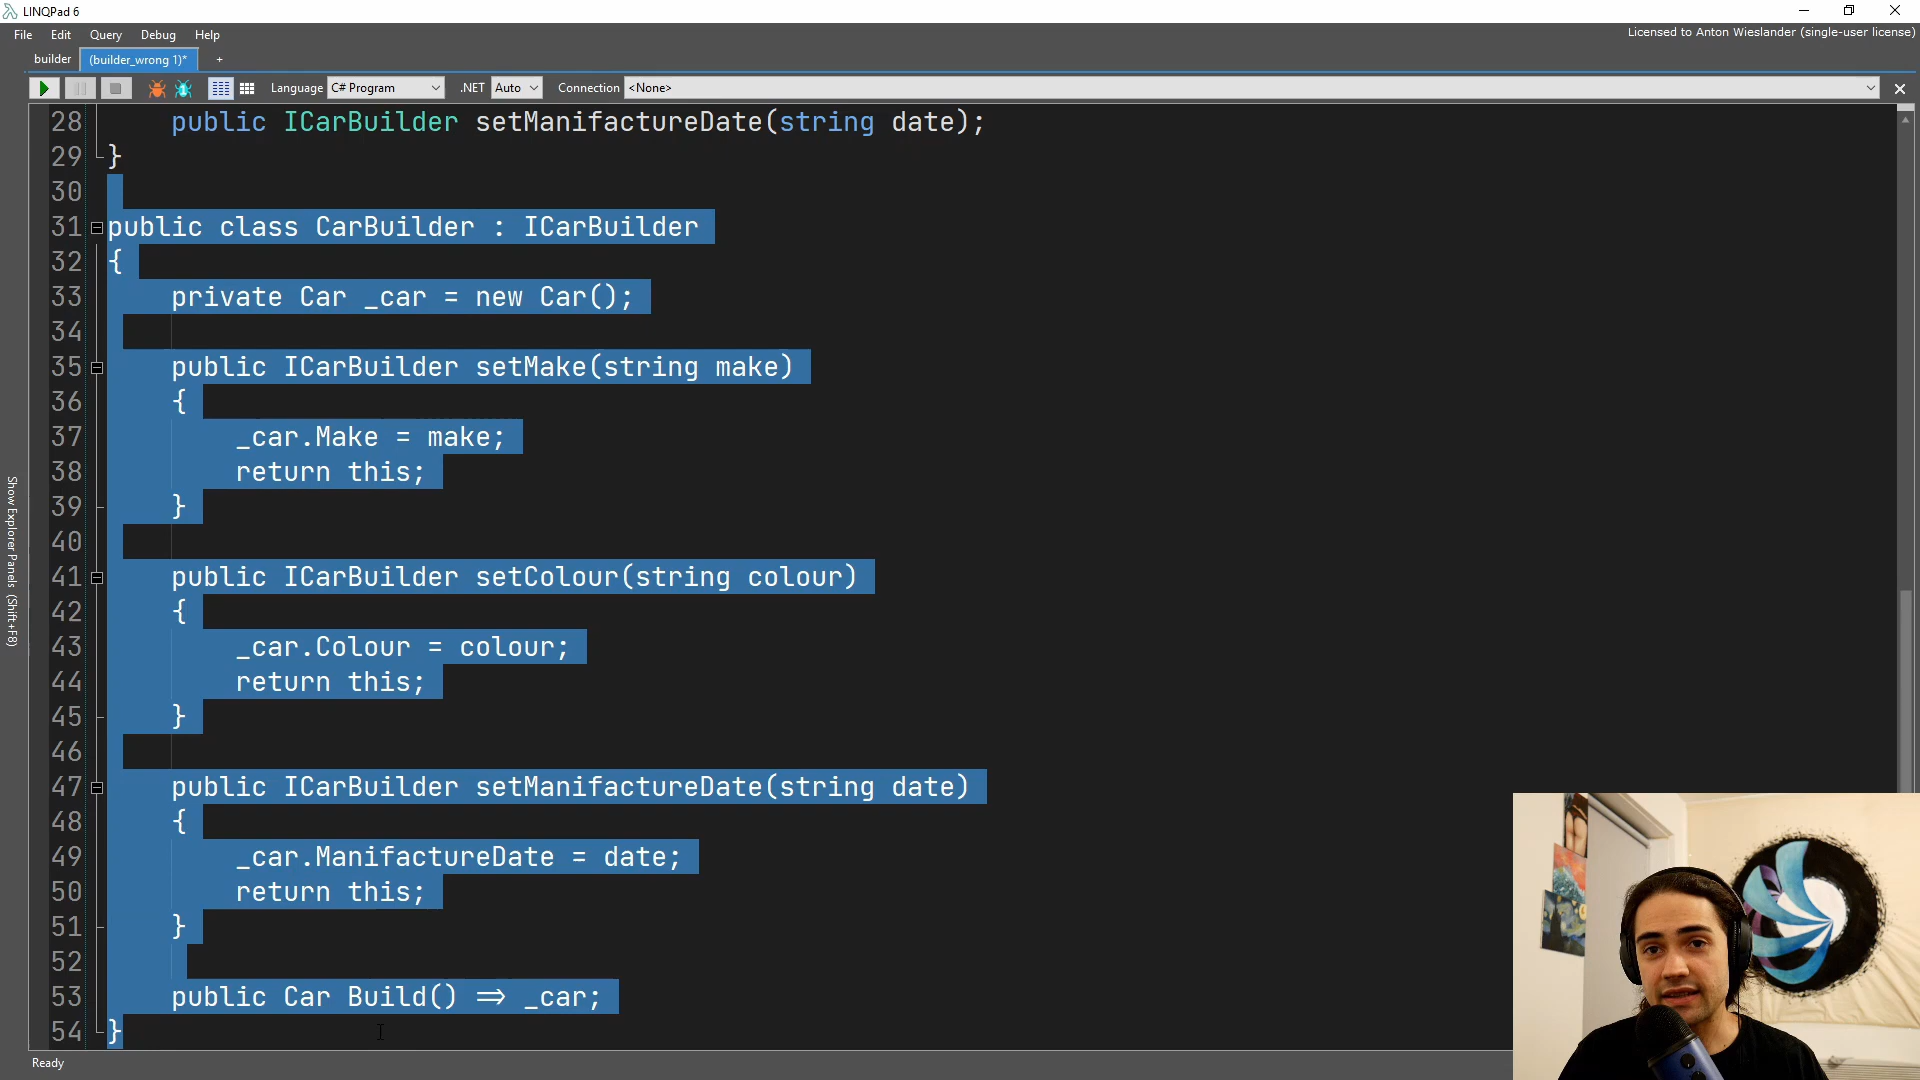 LINQPad 6
File Edit Query Debug Help
Licensed to Anton Wieslander (single-user license)
builder (builder_wrong 1)* +
Language C# Program .NET Auto Connection <None>
Show Explorer Panels (Shift+F8)
28 public ICarBuilder setManifactureDate(string date);
29 }
30
31 public class CarBuilder : ICarBuilder
32 {
33 private Car _car = new Car();
34
35 public ICarBuilder setMake(string make)
36 {
37 _car.Make = make;
38 return this;
39 }
40
41 public ICarBuilder setColour(string colour)
42 {
43 _car.Colour = colour;
44 return this;
45 }
46
47 public ICarBuilder setManifactureDate(string date)
48 {
49 _car.ManifactureDate = date;
50 return this;
51 }
52
53 public Car Build() => _car;
54 }
Ready